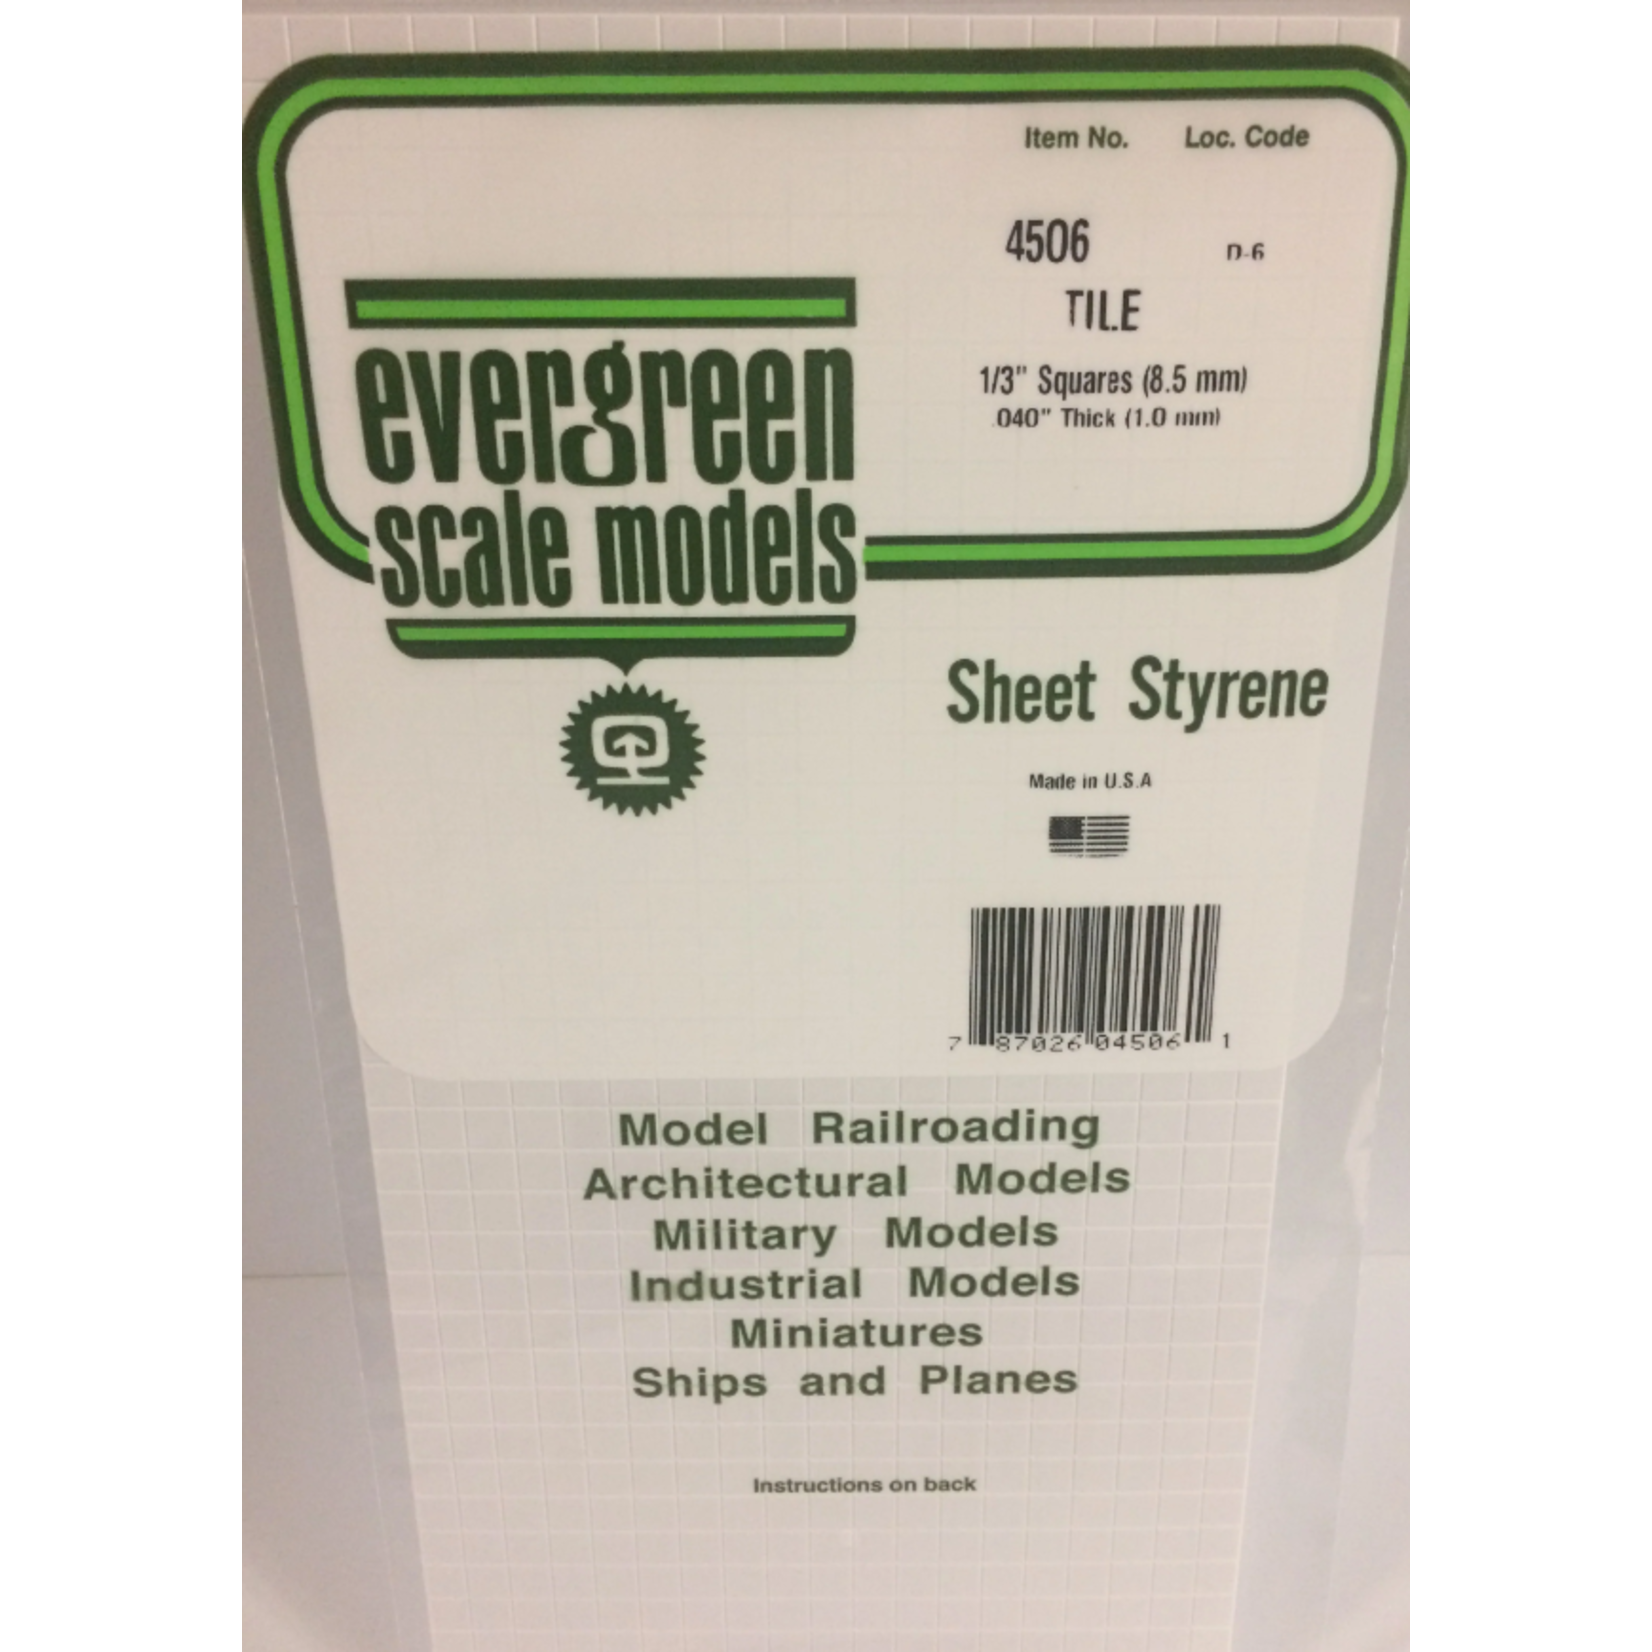 Item No. Loc. Code
4506 D-6
TILE
1/3" Squares (8.5 mm)
.040" Thick (1.0 mm)
evergreen
scale models
Sheet Styrene
Made in U.S.A
7 87026 04506 1
Model Railroading
Architectural Models
Military Models
Industrial Models
Miniatures
Ships and Planes
Instructions on back